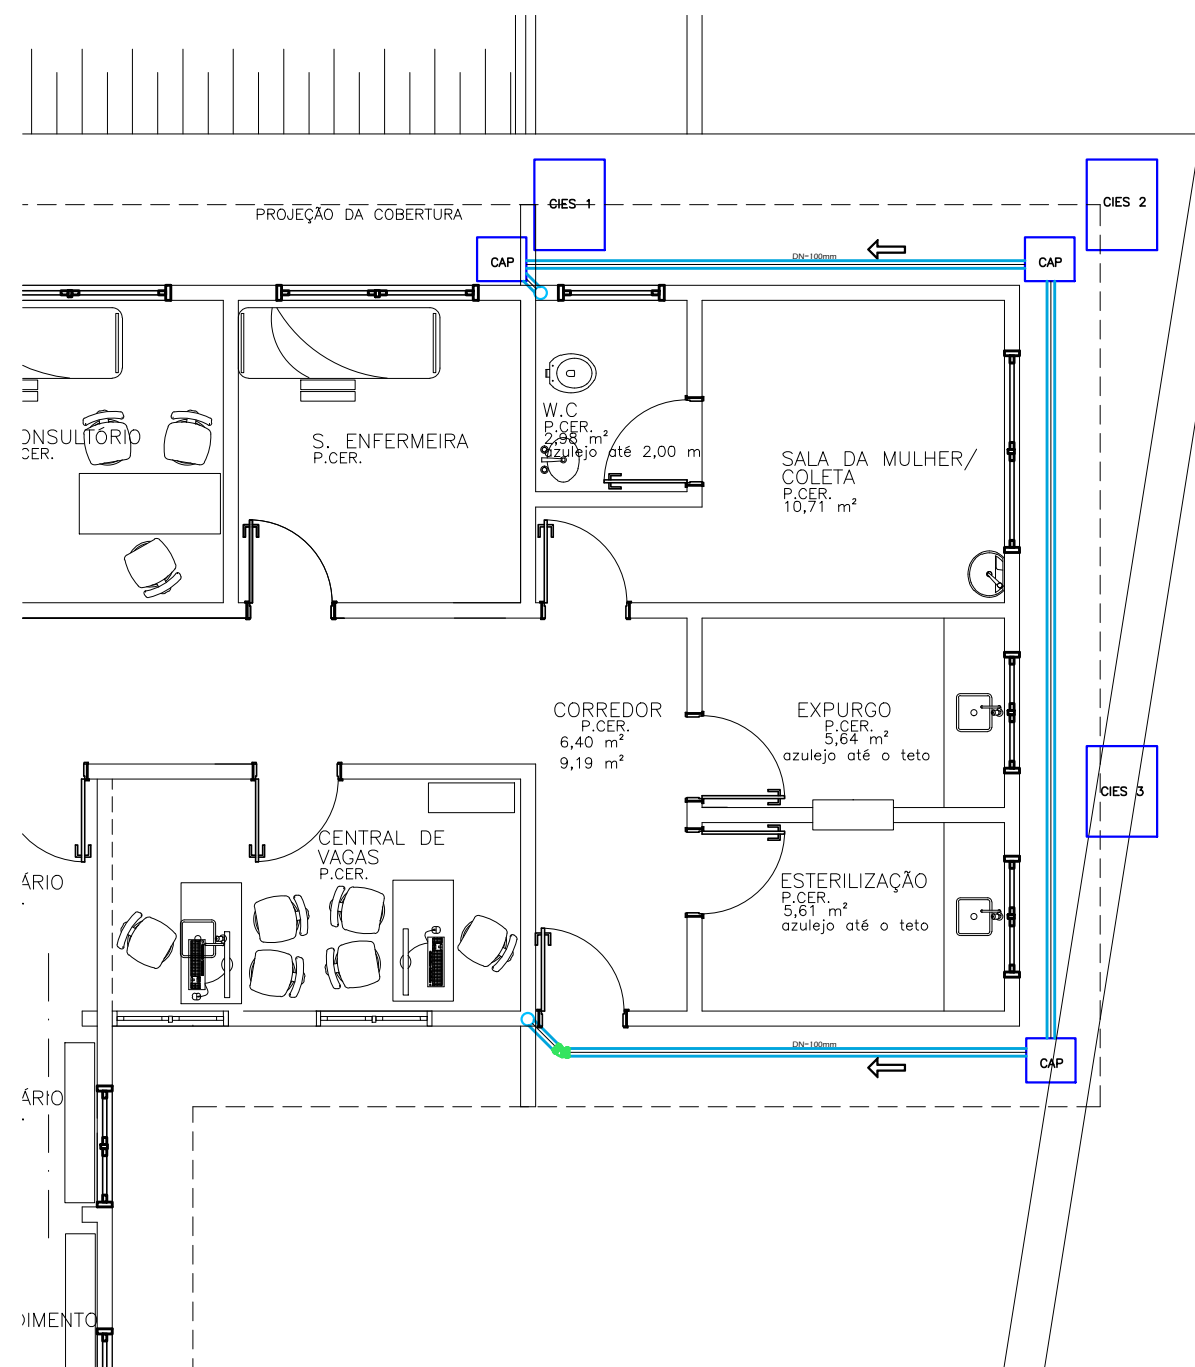 CIES 1
CIES 2
PROJEÇÃO DA COBERTURA
CAP
DN-100mm
CAP
ONSULTÓRIO
CER.
S. ENFERMEIRA
P.CER.
W.C
P.CER.
2,98 m²
azulejo até 2,00 m
SALA DA MULHER/
COLETA
P.CER.
10,71 m²
CORREDOR
P.CER.
6,40 m²
9,19 m²
EXPURGO
P.CER.
5,64 m²
azulejo até o teto
CIES 3
CENTRAL DE
VAGAS
P.CER.
ÁRIO
ESTERILIZAÇÃO
P.CER.
5,61 m²
azulejo até o teto
DN-100mm
CAP
ÁRIO
DIMENTO